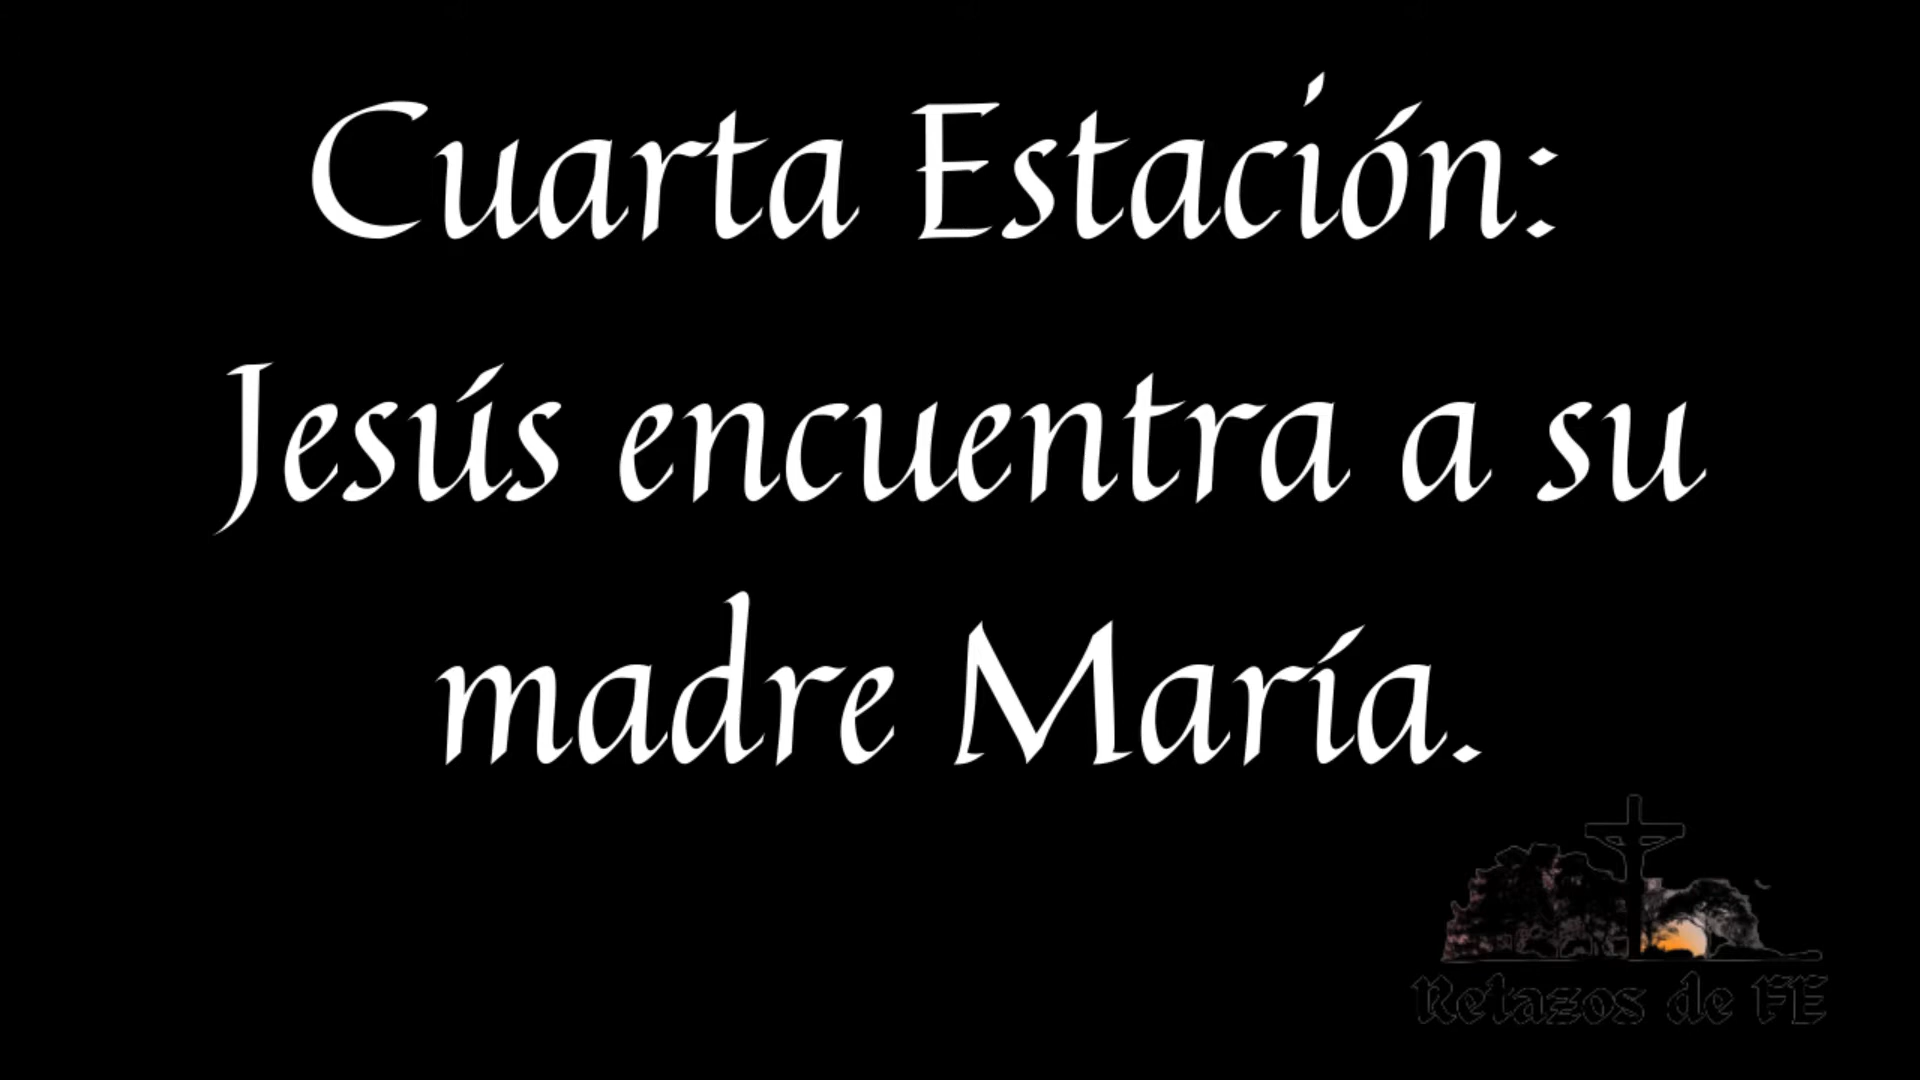 Cuarta Estación:
Jesús encuentra a su
madre María.
Retazos de FE